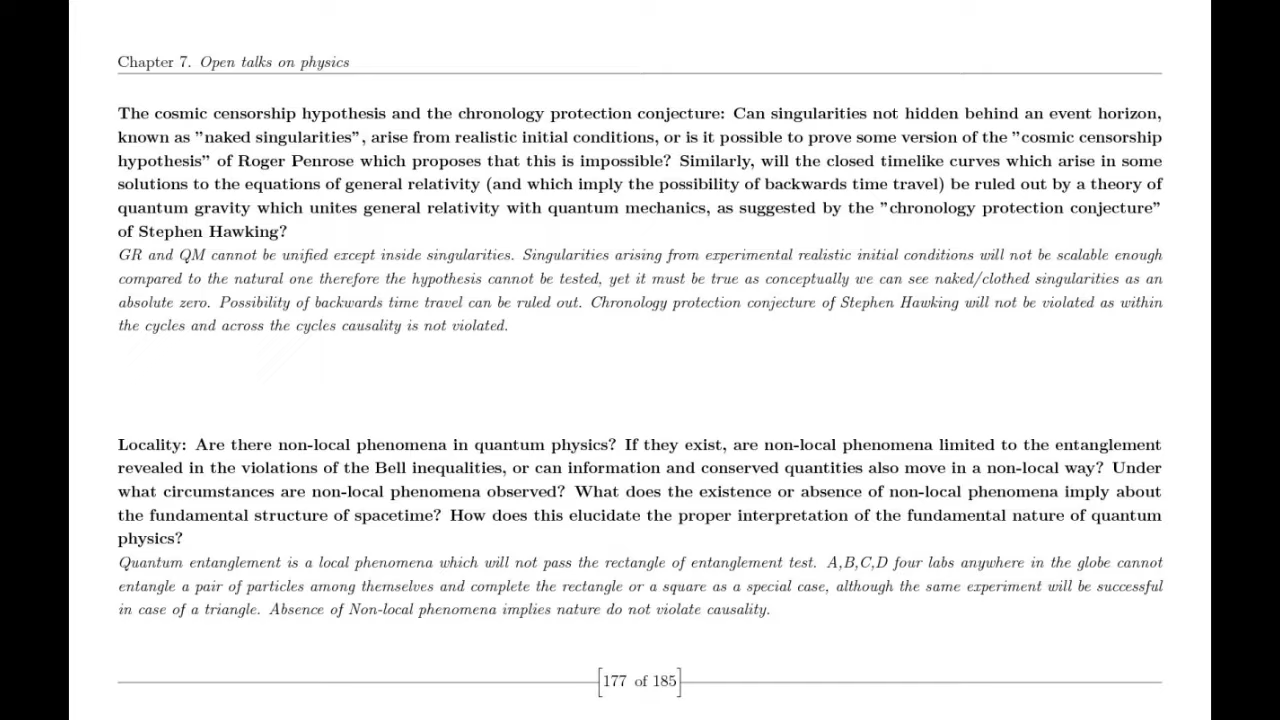 Chapter 7. Open talks on physics
The cosmic censorship hypothesis and the chronology protection conjecture: Can singularities not hidden behind an event horizon,
known as ”naked singularities”, arise from realistic initial conditions, or is it possible to prove some version of the ”cosmic censorship
hypothesis” of Roger Penrose which proposes that this is impossible? Similarly, will the closed timelike curves which arise in some
solutions to the equations of general relativity (and which imply the possibility of backwards time travel) be ruled out by a theory of
quantum gravity which unites general relativity with quantum mechanics, as suggested by the ”chronology protection conjecture”
of Stephen Hawking?
GR and QM cannot be unified except inside singularities. Singularities arising from experimental realistic initial conditions will not be scalable enough
compared to the natural one therefore the hypothesis cannot be tested, yet it must be true as conceptually we can see naked/clothed singularities as an
absolute zero. Possibility of backwards time travel can be ruled out. Chronology protection conjecture of Stephen Hawking will not be violated as within
the cycles and across the cycles causality is not violated.
Locality: Are there non-local phenomena in quantum physics? If they exist, are non-local phenomena limited to the entanglement
revealed in the violations of the Bell inequalities, or can information and conserved quantities also move in a non-local way? Under
what circumstances are non-local phenomena observed? What does the existence or absence of non-local phenomena imply about
the fundamental structure of spacetime? How does this elucidate the proper interpretation of the fundamental nature of quantum
physics?
Quantum entanglement is a local phenomena which will not pass the rectangle of entanglement test. A,B,C,D four labs anywhere in the globe cannot
entangle a pair of particles among themselves and complete the rectangle or a square as a special case, although the same experiment will be successful
in case of a triangle. Absence of Non-local phenomena implies nature do not violate causality.
177 of 185